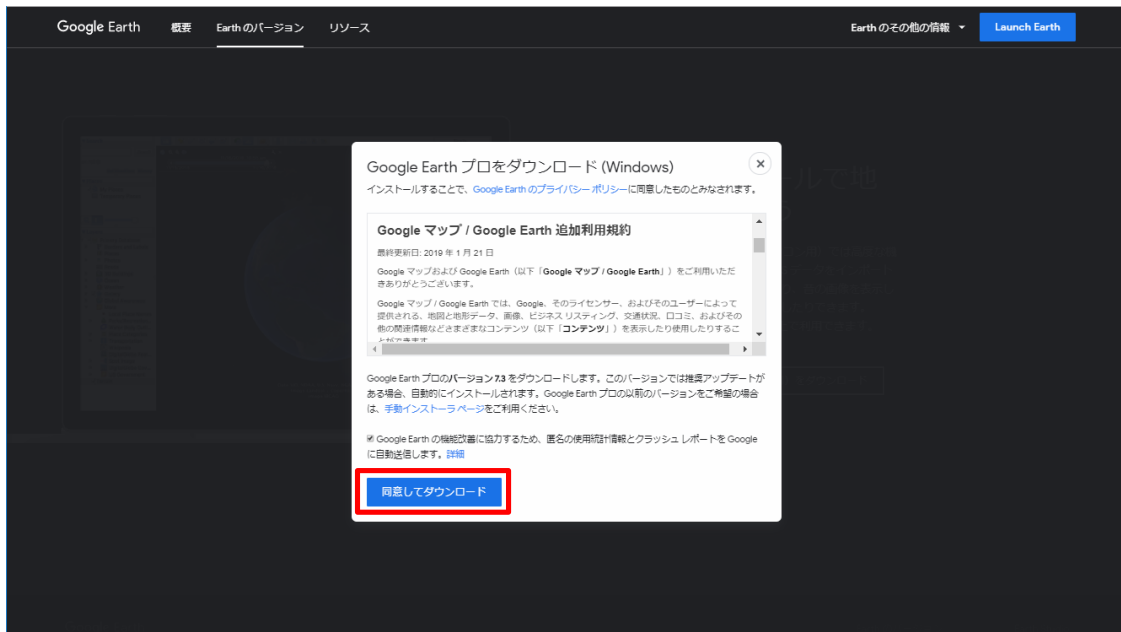 Google Earth 概要 Earth のバージョン リソース Earth のその他の情報 Launch Earth
Google Earth プロをダウンロード (Windows)
インストールすることで、Google Earth のプライバシー ポリシーに同意したものとみなされます。
Google マップ / Google Earth 追加利用規約
最終更新日: 2019 年 1 月 21 日
Google マップおよび Google Earth（以下「Google マップ / Google Earth」）をご利用いただ
きありがとうございます。
Google マップ / Google Earth では、Google、そのライセンサー、およびそのユーザーによって
提供される、地図と地形データ、画像、ビジネス リスティング、交通状況、口コミ、およびその
他の関連情報などさまざまなコンテンツ（以下「コンテンツ」）を表示したり使用したりするこ
とができます
Google Earth プロのバージョン 7.3 をダウンロードします。このバージョンでは推奨アップデートが
ある場合、自動的にインストールされます。Google Earth プロの以前のバージョンをご希望の場合
は、手動インストーラ ページをご利用ください。
Google Earth の機能改善に協力するため、匿名の使用統計情報とクラッシュ レポートを Google
に自動送信します。詳細
同意してダウンロード